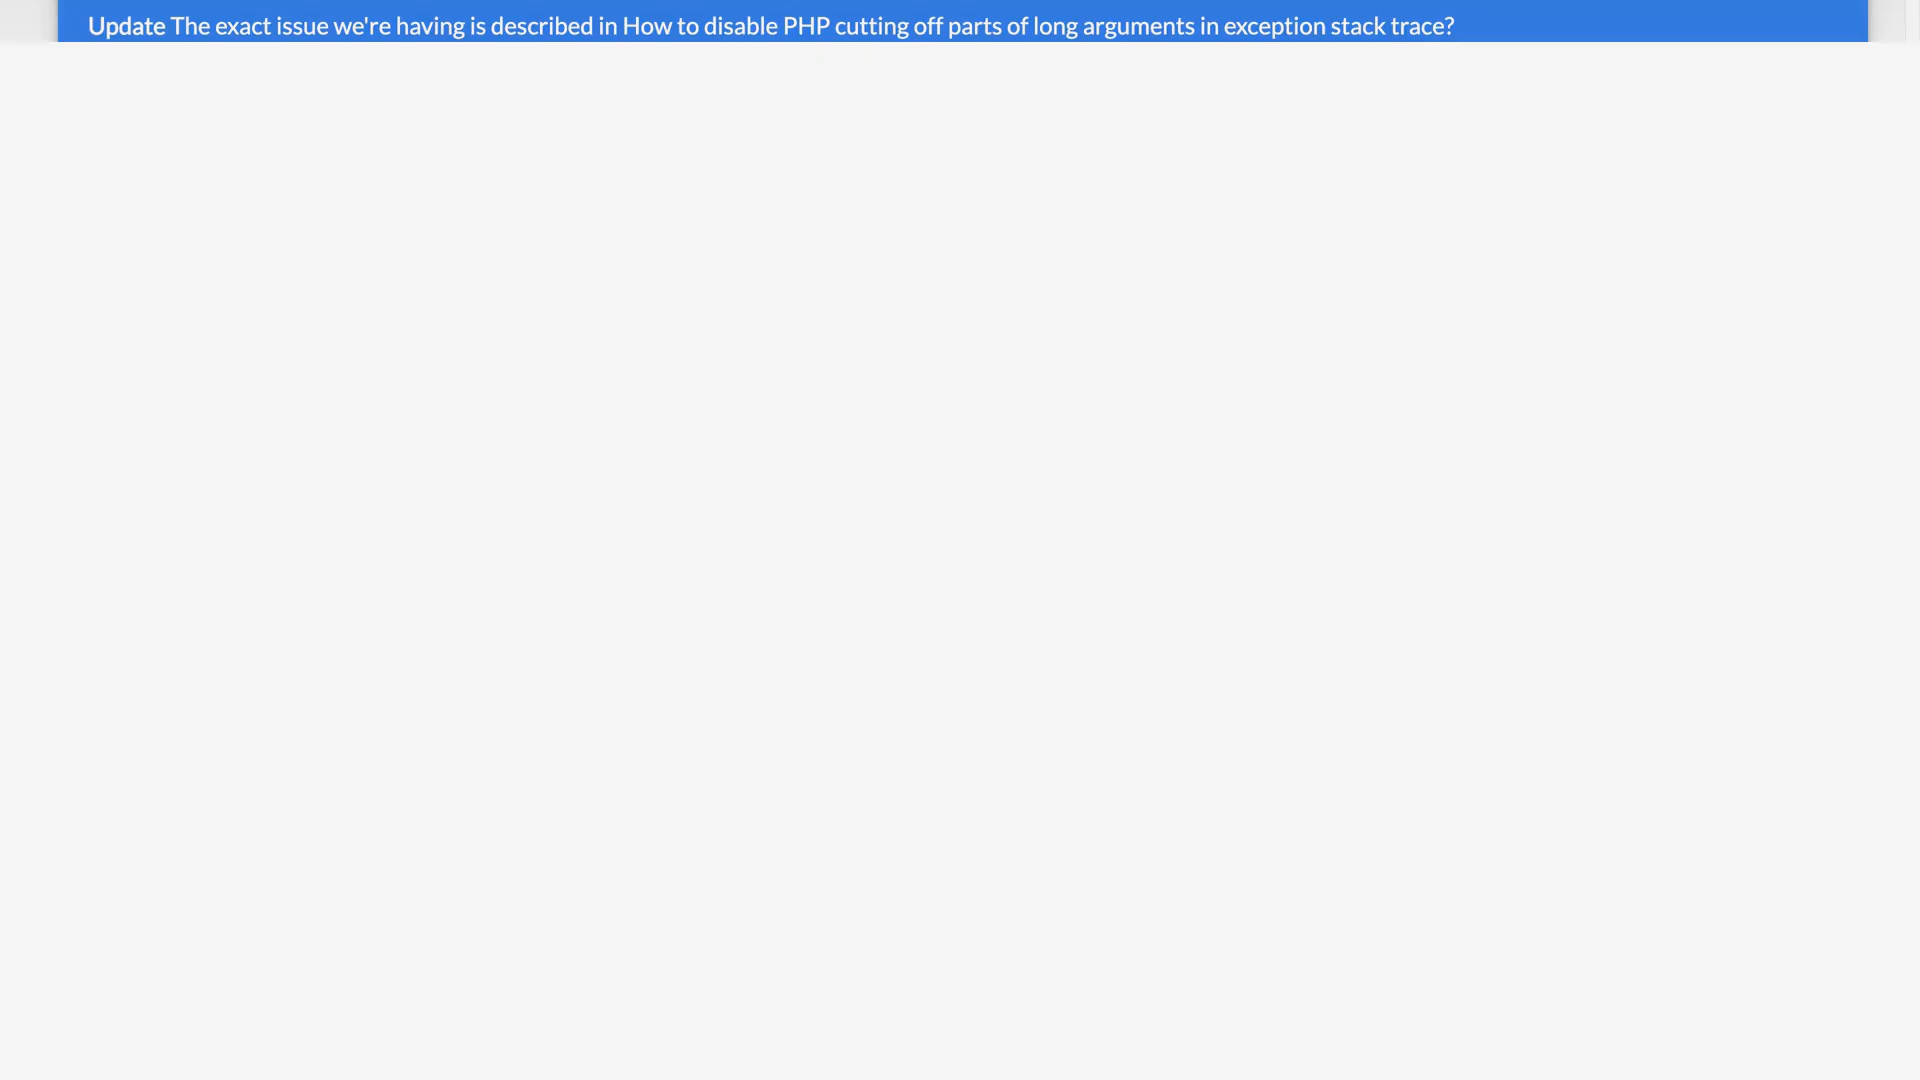 Update The exact issue we're having is described in How to disable PHP cutting off parts of long arguments in exception stack trace?